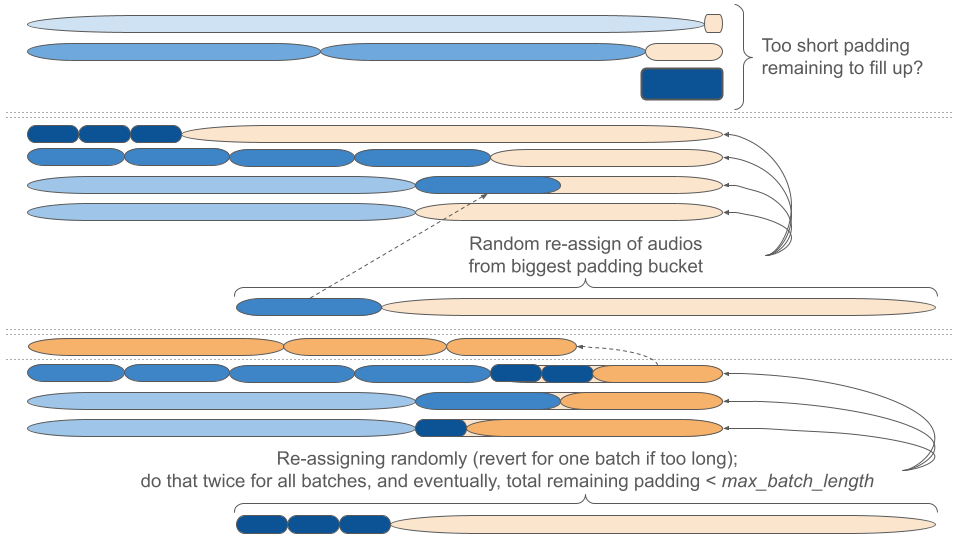 Too short padding
remaining to fill up?
Random re-assign of audios
from biggest padding bucket
Re-assigning randomly (revert for one batch if too long);
do that twice for all batches, and eventually, total remaining padding < max_batch_length